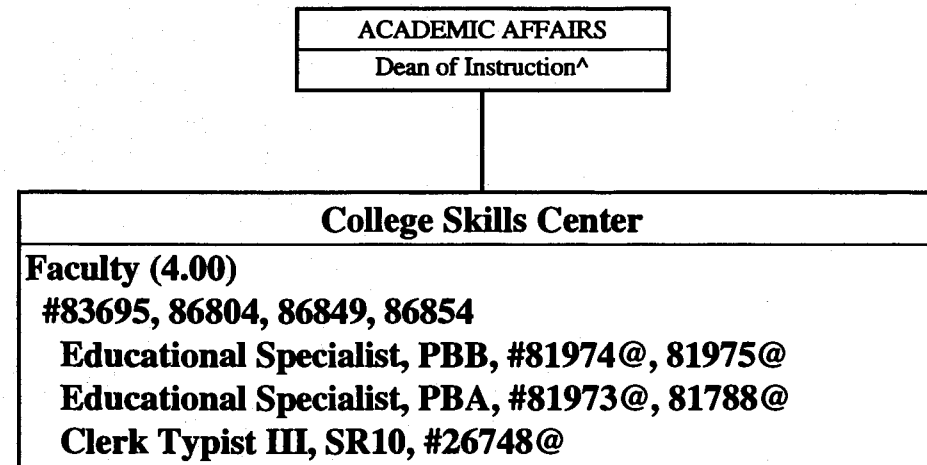 ACADEMIC AFFAIRS
Dean of Instruction^
College Skills Center
Faculty (4.00)
#83695, 86804, 86849, 86854
Educational Specialist, PBB, #81974@, 81975@
Educational Specialist, PBA, #81973@, 81788@
Clerk Typist III, SR10, #26748@